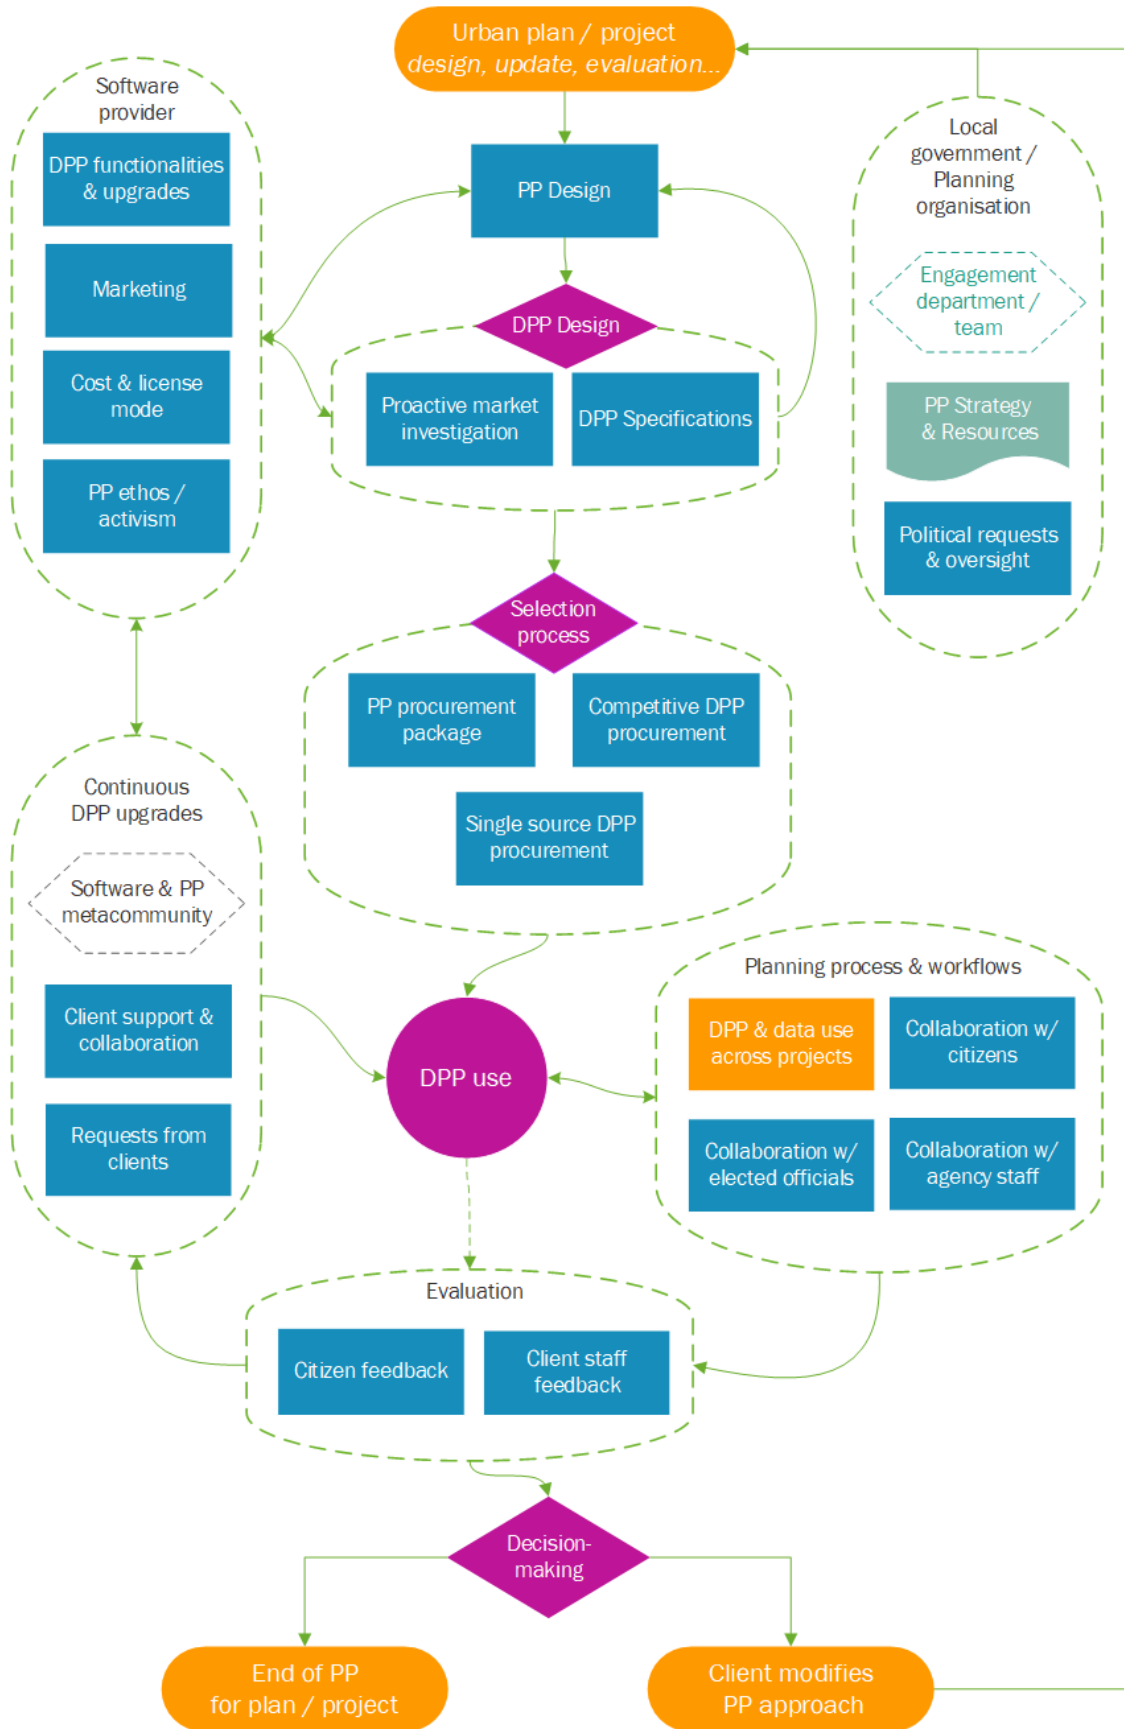 Urban plan / project
design, update, evaluation...
Software
provider
DPP functionalities
& upgrades
Marketing
Cost & license
mode
PP ethos /
activism
PP Design
DPP Design
Proactive market
investigation
DPP Specifications
Local
government /
Planning
organisation
Engagement
department /
team
PP Strategy
& Resources
Political requests
& oversight
Selection
process
PP procurement
package
Competitive DPP
procurement
Single source DPP
procurement
Continuous
DPP upgrades
Software & PP
metacommunity
Client support &
collaboration
Requests from
clients
DPP use
Planning process & workflows
DPP & data use
across projects
Collaboration w/
citizens
Collaboration w/
elected officials
Collaboration w/
agency staff
Evaluation
Citizen feedback
Client staff
feedback
Decision-
making
End of PP
for plan / project
Client modifies
PP approach